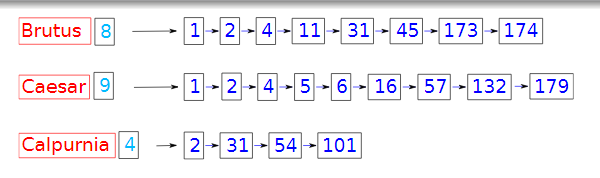 Brutus 8 1 2 4 11 31 45 173 174
Caesar 9 1 2 4 5 6 16 57 132 179
Calpurnia 4 2 31 54 101